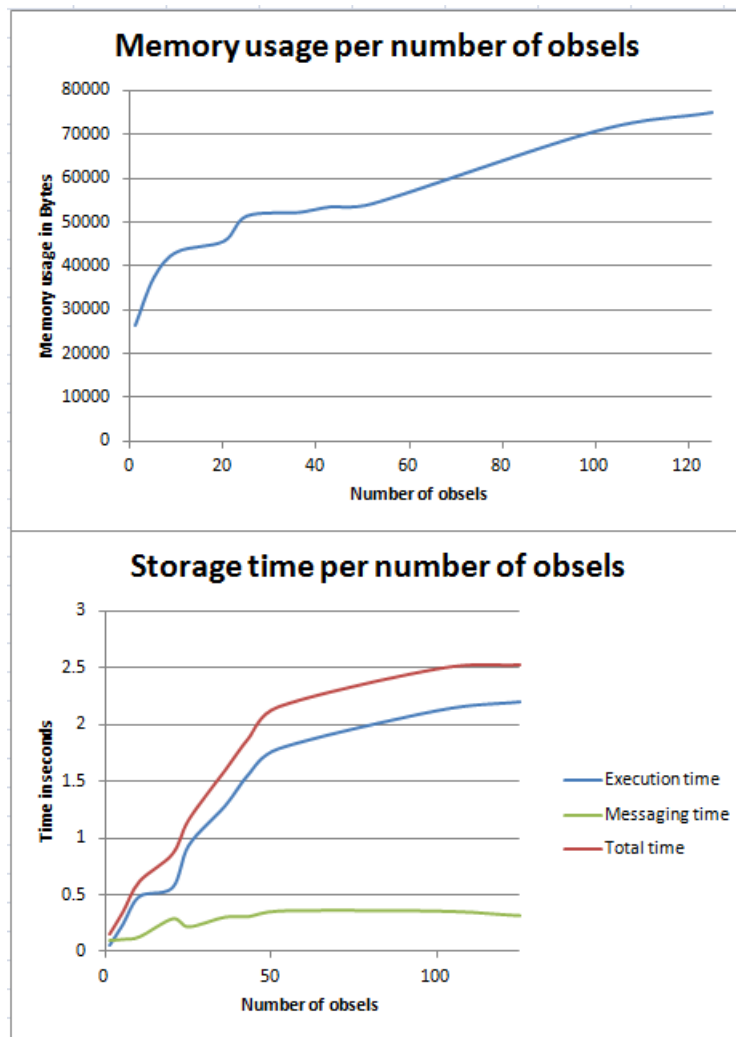 Memory usage per number of obsels
80000
70000
60000
50000
40000
30000
20000
10000
0
Memory usage in Bytes
0 20 40 60 80 100 120
Number of obsels
Storage time per number of obsels
3
2.5
2
1.5
1
0.5
0
Time in seconds
0 50 100
Number of obsels
Execution time
Messaging time
Total time